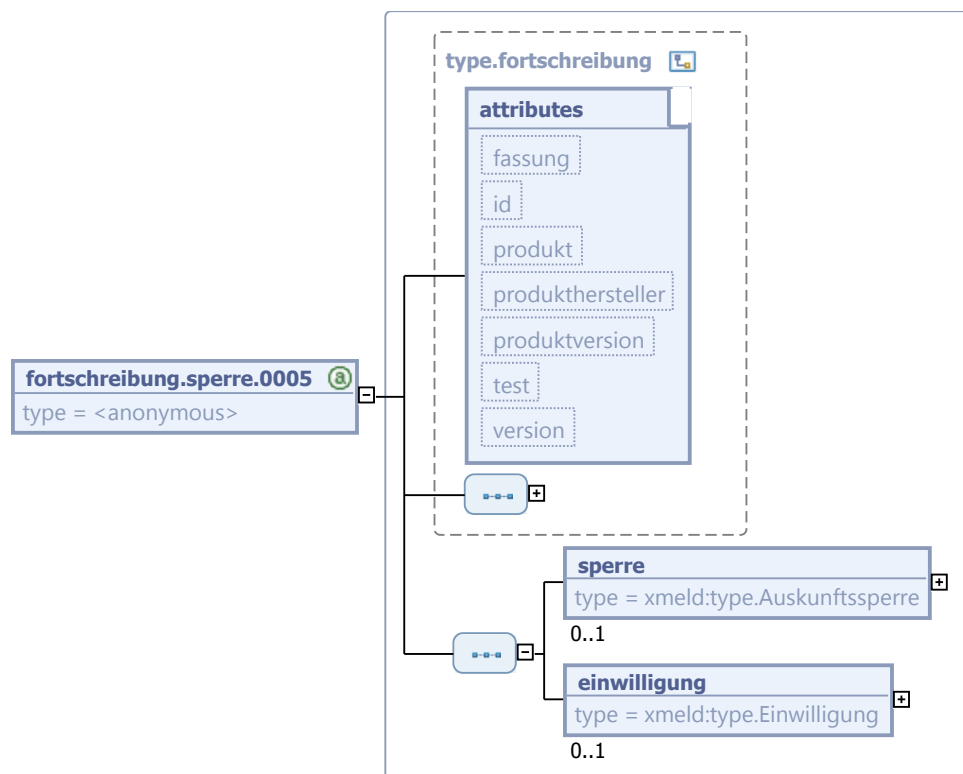 type.fortschreibung
attributes
fassung
id
produkt
produkthersteller
produktversion
test
version
fortschreibung.sperre.0005 a
type = <anonymous>
sperre
type = xmeld:type.Auskunftssperre
0..1
einwilligung
type = xmeld:type.Einwilligung
0..1